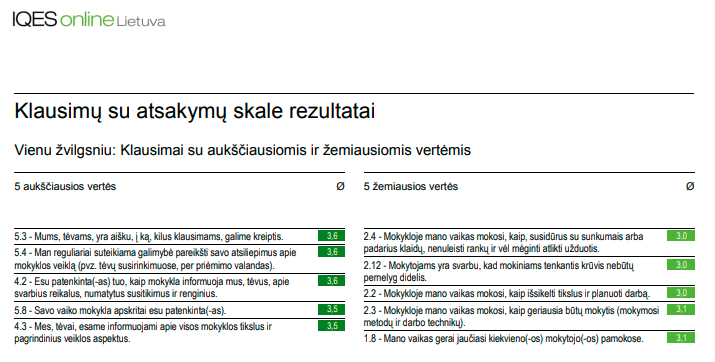 IQES online Lietuva
Klausimų su atsakymų skale rezultatai
Vienu žvilgsniu: Klausimai su aukščiausiomis ir žemiausiomis vertėmis
5 aukščiausios vertės Ø
5.3 - Mums, tėvams, yra aišku, į ką, kilus klausimams, galime kreiptis. 3,6
5.4 - Man reguliariai suteikiama galimybė pareikšti savo atsiliepimus apie 3,6
mokyklos veiklą (pvz. tėvų susirinkimuose, per priėmimo valandas).
4.2 - Esu patenkinta(-as) tuo, kaip mokykla informuoja mus, tėvus, apie 3,6
svarbius reikalus, numatytus susitikimus ir renginius.
5.8 - Savo vaiko mokykla apskritai esu patenkinta(-as). 3,5
4.3 - Mes, tėvai, esame informuojami apie visos mokyklos tikslus ir 3,5
pagrindinius veiklos aspektus.
5 žemiausios vertės Ø
2.4 - Mokykloje mano vaikas mokosi, kaip, susidūrus su sunkumais arba 3,0
padarius klaidų, nenuleisti rankų ir vėl mėginti atlikti užduotis.
2.12 - Mokytojams yra svarbu, kad mokiniams tenkantis krūvis nebūtų 3,0
pernelyg didelis.
2.2 - Mokykloje mano vaikas mokosi, kaip išsikelti tikslus ir planuoti darbą. 3,0
2.3 - Mokykloje mano vaikas mokosi, kaip geriausia būtų mokytis (mokymosi 3,1
metodų ir darbo technikų).
1.8 - Mano vaikas gerai jaučiasi kiekvieno(-os) mokytojo(-os) pamokose. 3,1